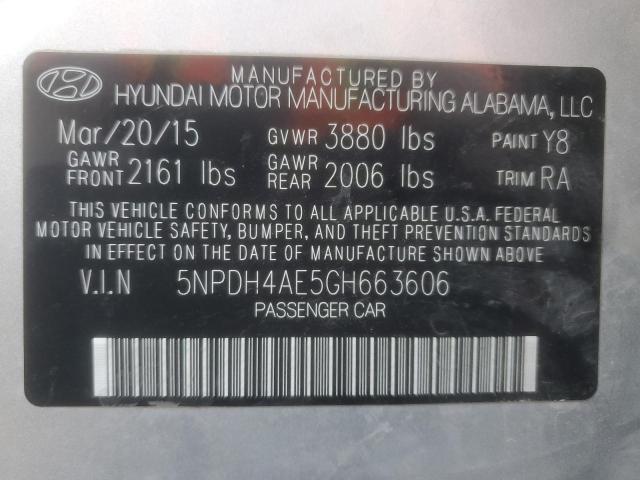 MANUFACTURED BY
HYUNDAI MOTOR MANUFACTURING ALABAMA, LLC
Mar/20/15 GVWR 3880 lbs PAINT Y8
GAWR FRONT 2161 lbs GAWR REAR 2006 lbs TRIM RA
THIS VEHICLE CONFORMS TO ALL APPLICABLE U.S.A. FEDERAL
MOTOR VEHICLE SAFETY, BUMPER, AND THEFT PREVENTION
STANDARDS IN EFFECT ON THE DATE OF MANUFACTURE SHOWN ABOVE.
V.I.N 5NPDH4AE5GH663606
PASSENGER CAR